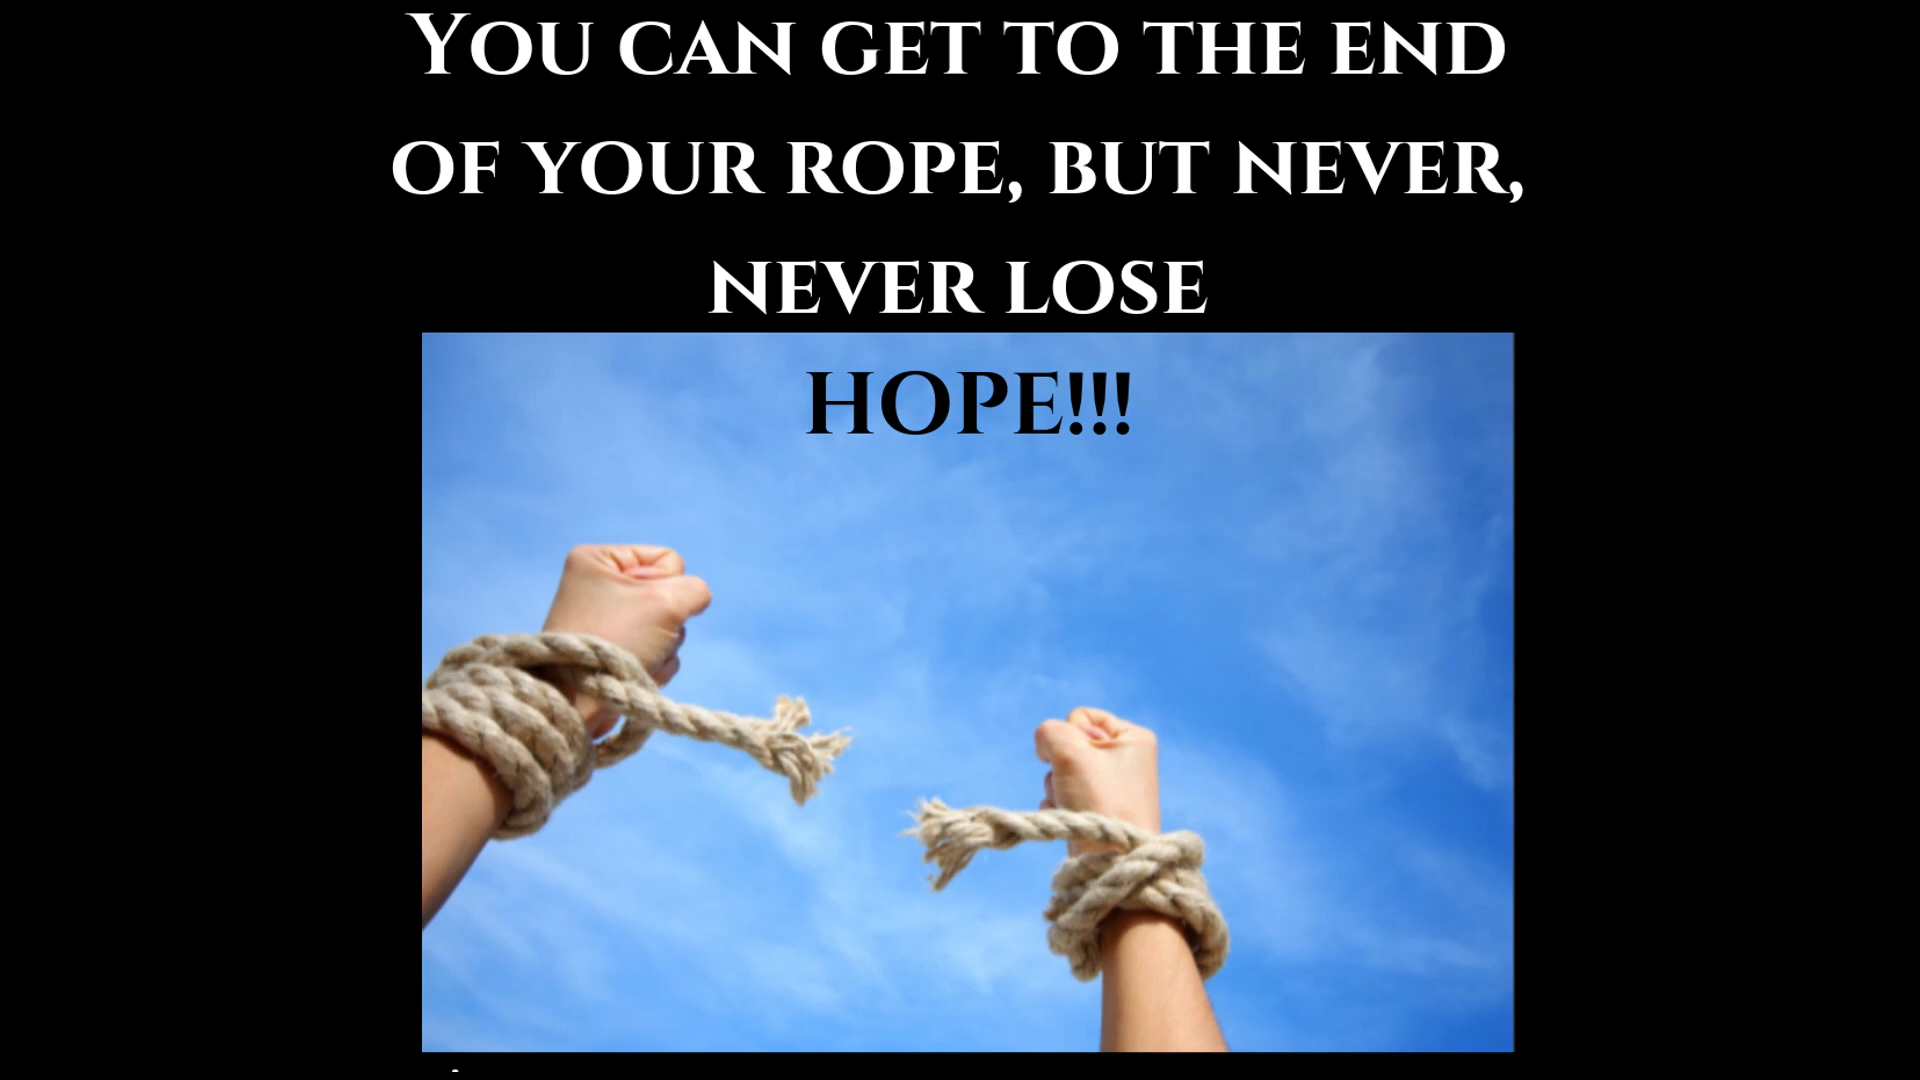 You can get to the end
of your rope, but never,
never lose
HOPE!!!